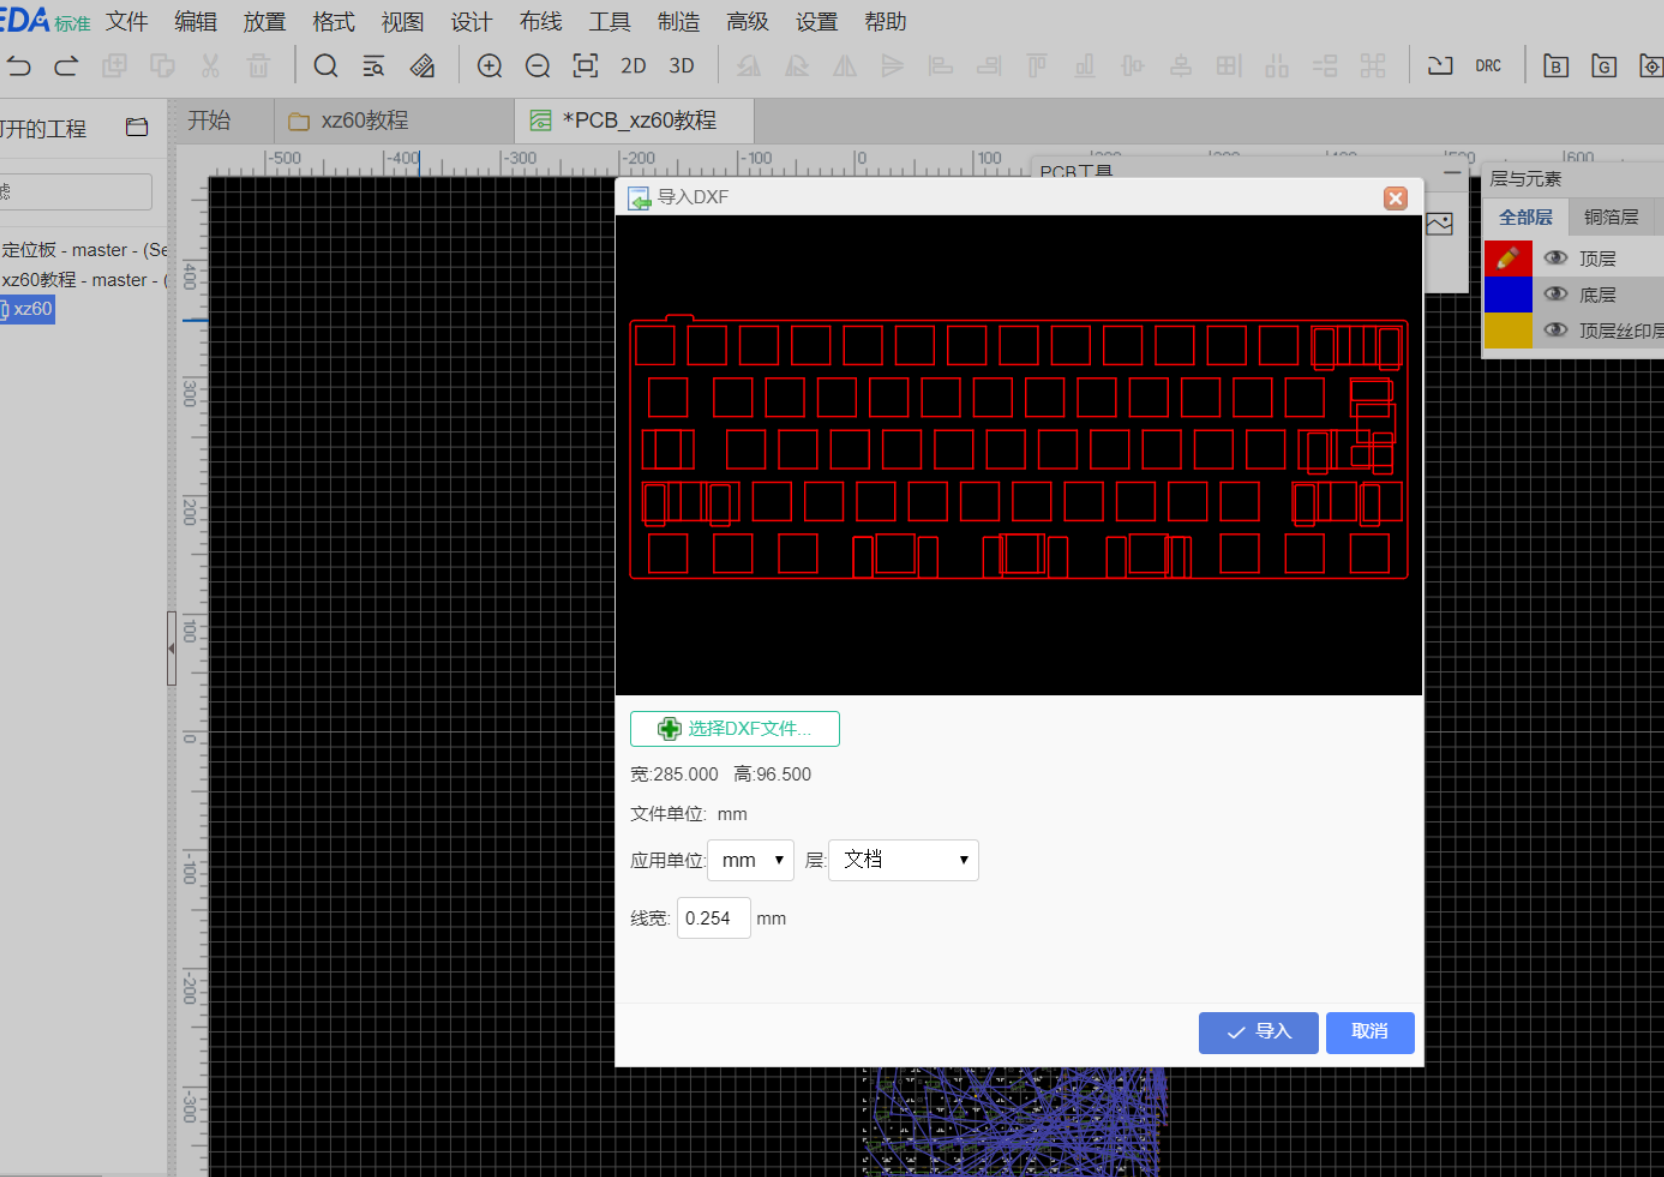 EDA 标准 文件 编辑 放置 格式 视图 设计 布线 工具 制造 高级 设置 帮助
2D 3D DRC B G
打开的工程 开始 xz60教程 *PCB_xz60教程
滤
-500 -400 -300 -200 -100 0 100 200 300 400 500 600
PCB工具
层与元素
导入DXF
全部层 铜箔层
定位板 - master - (Se
xz60教程 - master - (
xz60
顶层
底层
顶层丝印层
400
300
200
100
0
-100
-200
-300
选择DXF文件...
宽:285.000 高:96.500
文件单位: mm
应用单位: mm 层: 文档
线宽: 0.254 mm
导入 取消